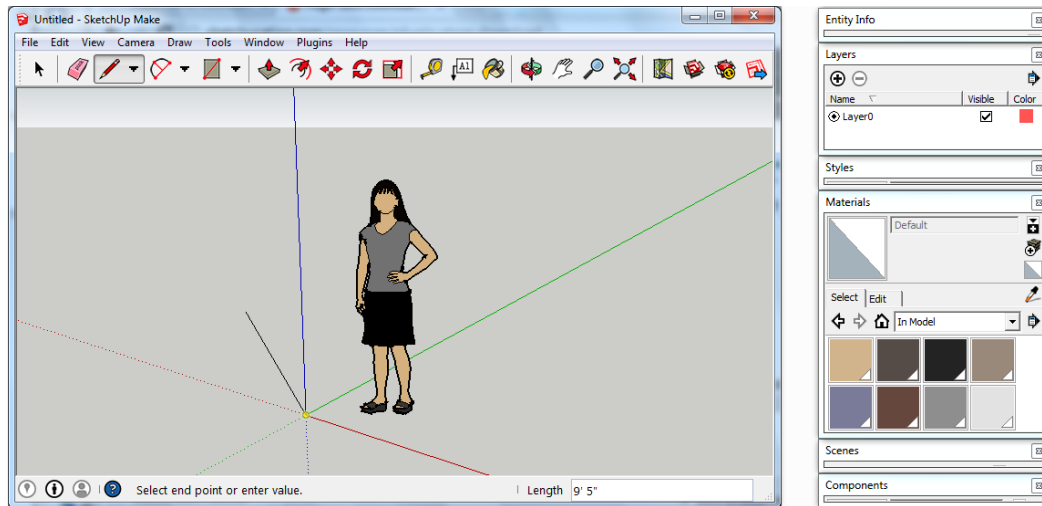 Untitled - SketchUp Make
File Edit View Camera Draw Tools Window Plugins Help
A1
Select end point or enter value.
Length 9' 5"
Entity Info
Layers
Name Visible Color
Layer0
Styles
Materials
Default
Select Edit
In Model
Scenes
Components